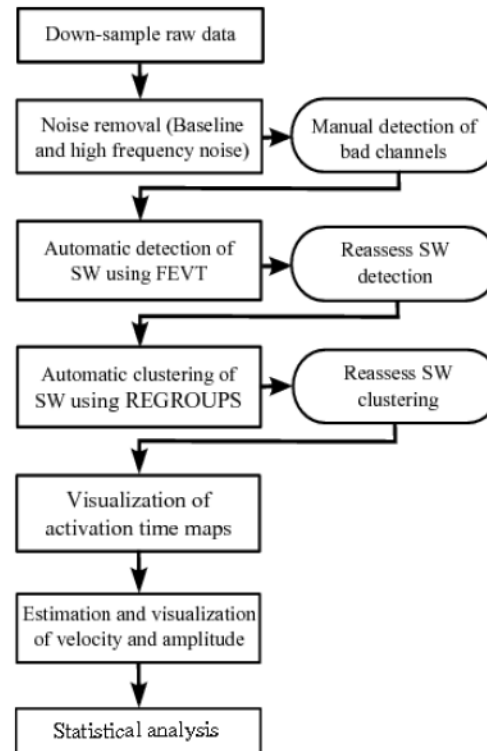 Down-sample raw data
Noise removal (Baseline
and high frequency noise)
Manual detection of
bad channels
Automatic detection of
SW using FEVT
Reassess SW
detection
Automatic clustering of
SW using REGROUPS
Reassess SW
clustering
Visualization of
activation time maps
Estimation and visualization
of velocity and amplitude
Statistical analysis